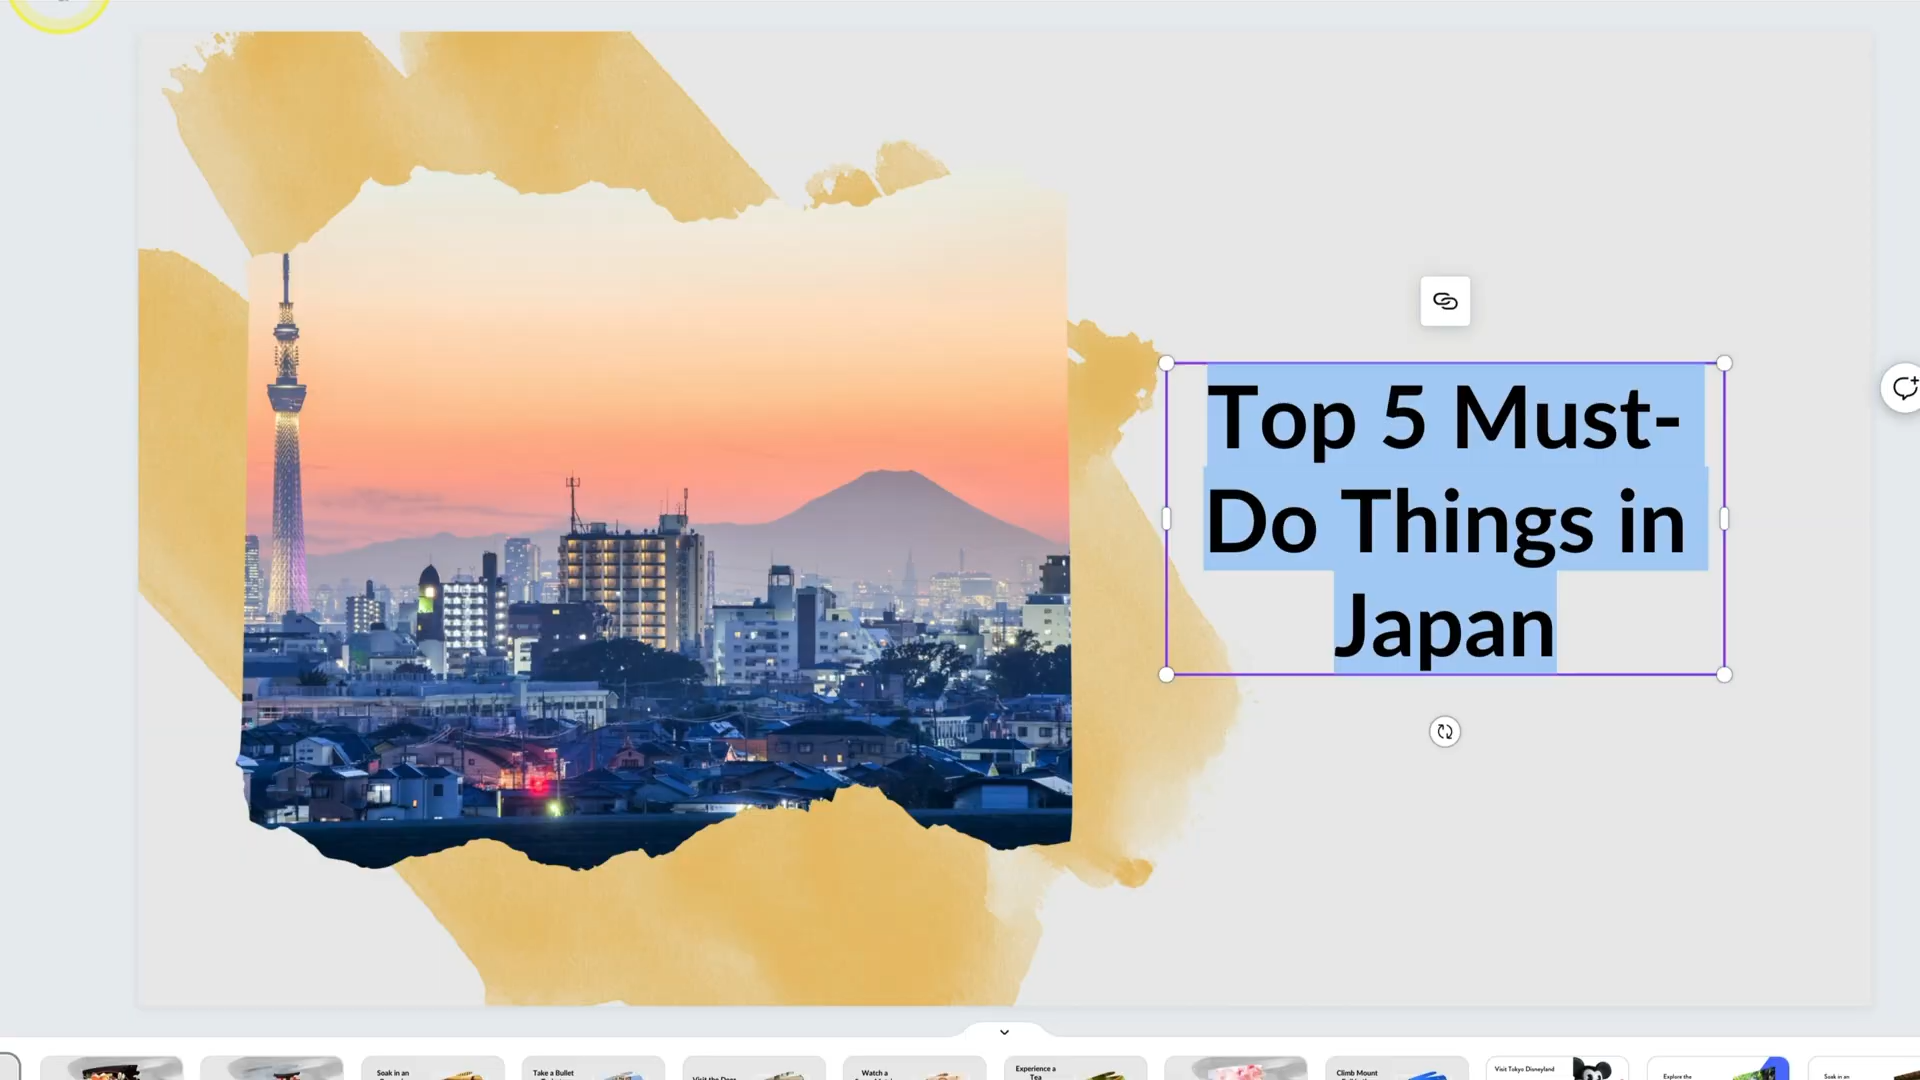 Top 5 Must-
Do Things in
Japan
Soak in an
Take a Bullet
Watch a
Experience a
Tea
Climb Mount
Visit Tokyo Disneyland
Explore the
Soak in an